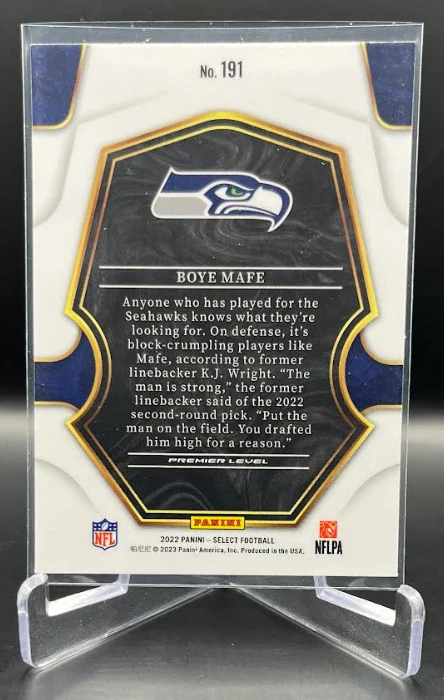 No. 191
BOYE MAFE
Anyone who has played for the
Seahawks knows what they're
looking for. On defense, it's
block-crumpling players like
Mafe, according to former
linebacker K.J. Wright. “The
man is strong,” the former
linebacker said of the 2022
second-round pick. “Put the
man on the field. You drafted
him high for a reason.”
PREMIER LEVEL
PANINI
NFL
2022 PANINI – SELECT FOOTBALL
帕尼尼 © 2023 Panini America, Inc. Produced in the USA.
NFLPA